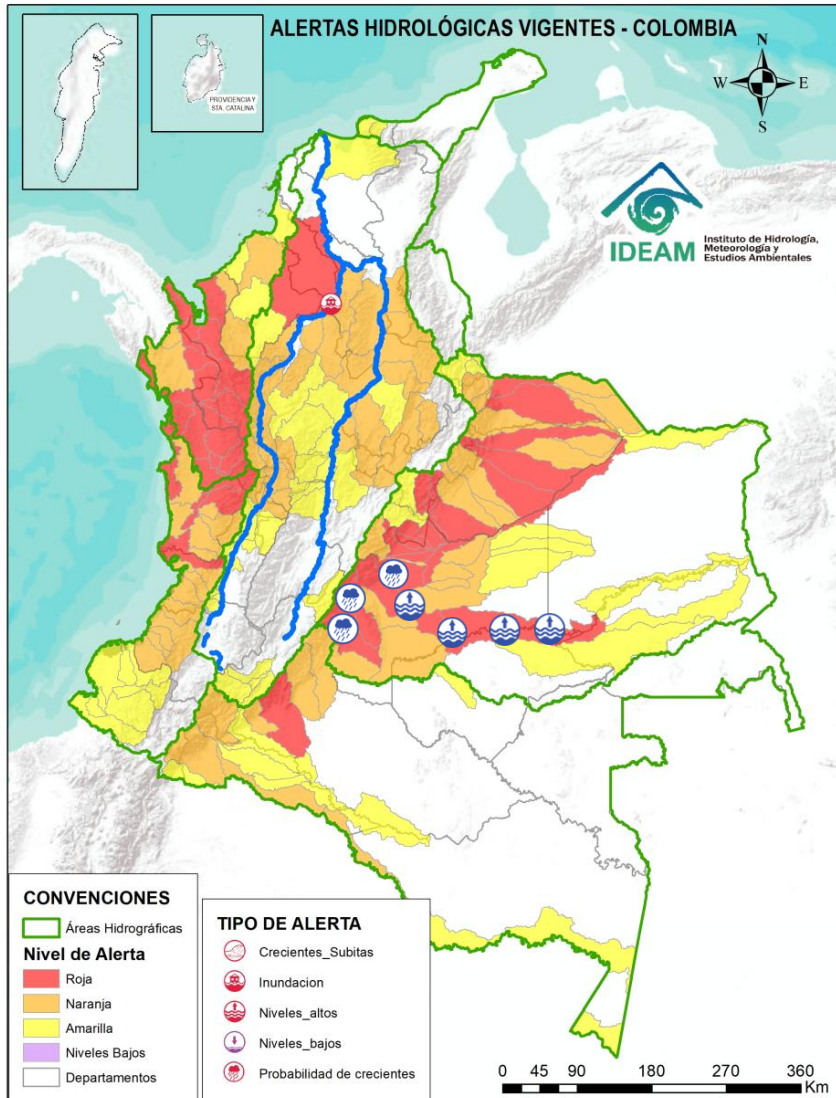 ALERTAS HIDROLÓGICAS VIGENTES - COLOMBIA
PROVIDENCIA Y
STA. CATALINA
N
W
E
S
IDEAM
Instituto de Hidrología,
Meteorología y
Estudios Ambientales
CONVENCIONES
Áreas Hidrográficas
Nivel de Alerta
Roja
Naranja
Amarilla
Niveles Bajos
Departamentos
TIPO DE ALERTA
Crecientes_Subitas
Inundacion
Niveles_altos
Niveles_bajos
Probabilidad de crecientes
0 45 90 180 270 360
Km